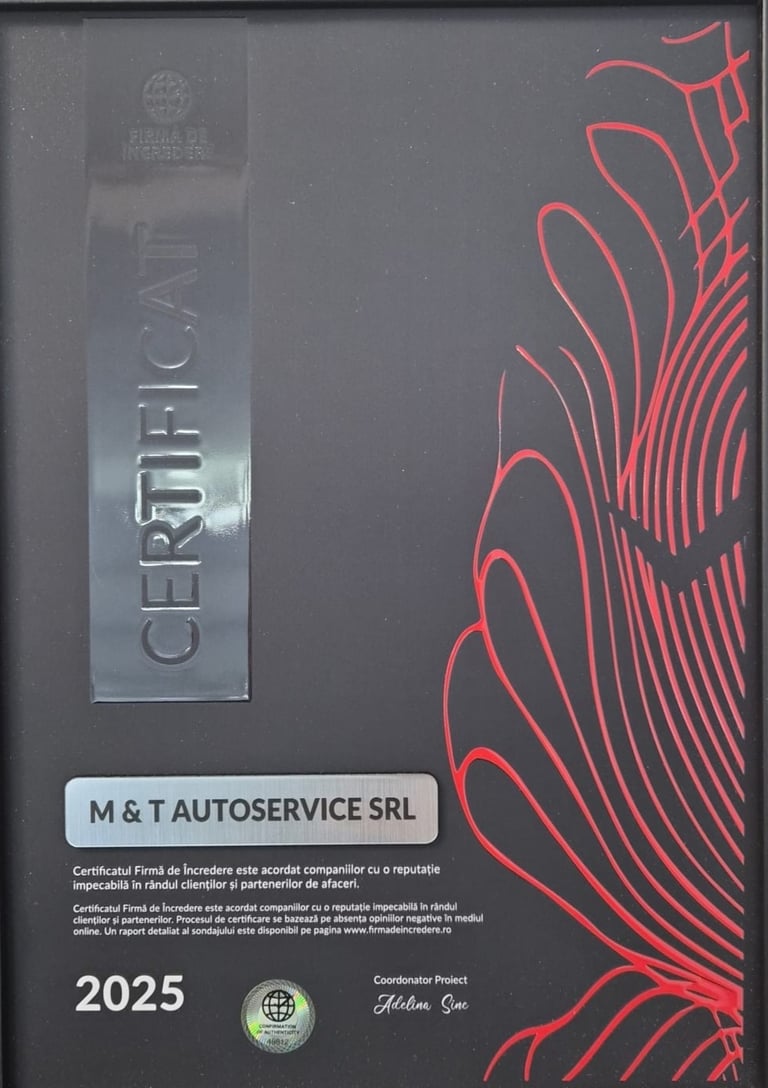 FIRMĂ DE
ÎNCREDERE
CERTIFICAT
M & T AUTOSERVICE SRL
Certificatul Firmă de Încredere este acordat companiilor cu o reputație
impecabilă în rândul clienților și partenerilor de afaceri.
Certificatul Firmă de Încredere este acordat companiilor cu o reputație impecabilă în rândul
clienților și partenerilor. Procesul de certificare se bazează pe absența opiniilor negative în mediul
online. Un raport detaliat al sondajului este disponibil pe pagina www.firmadeincredere.ro
2025
CONFIRMATION
OF AUTHENTICITY
Coordonator Proiect
Adelina Sinc